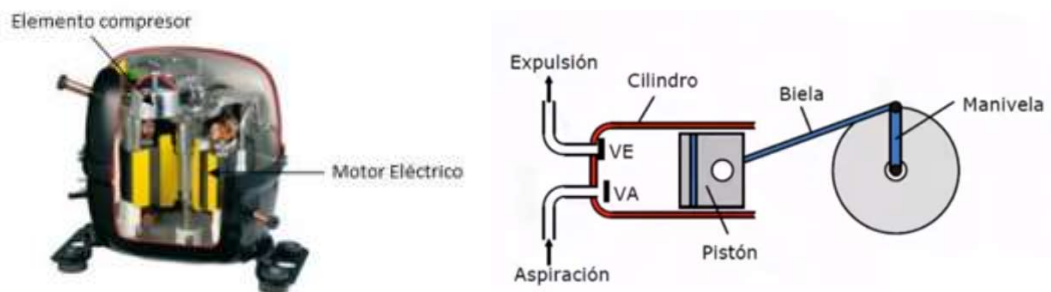 Elemento compresor
Motor Eléctrico
Expulsión
Cilindro
Biela
Manivela
VE
VA
Pistón
Aspiración